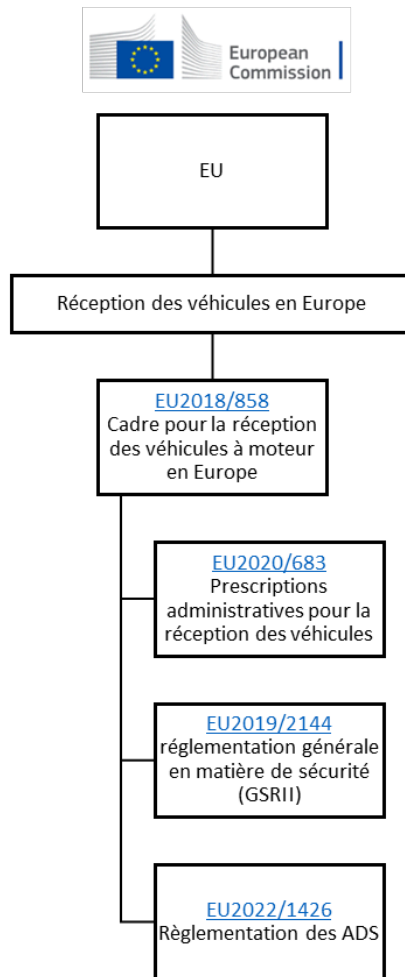 European
Commission
EU
Réception des véhicules en Europe
EU2018/858
Cadre pour la réception
des véhicules à moteur
en Europe
EU2020/683
Prescriptions
administratives pour la
réception des véhicules
EU2019/2144
réglementation générale
en matière de sécurité
(GSRII)
EU2022/1426
Règlementation des ADS